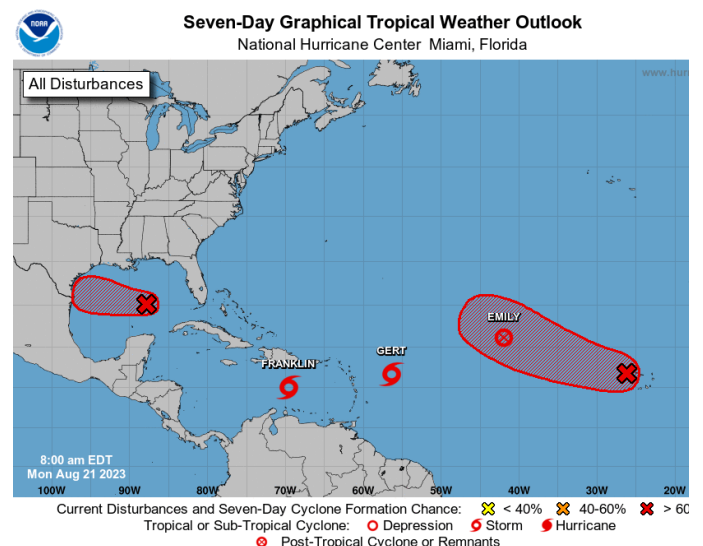 Seven-Day Graphical Tropical Weather Outlook
National Hurricane Center Miami, Florida
NOAA
All Disturbances
www.hur
EMILY
GERT
FRANKLIN
8:00 am EDT
Mon Aug 21 2023
100W 90W 80W 70W 60W 50W 40W 30W 20W
Current Disturbances and Seven-Day Cyclone Formation Chance: < 40% 40-60% > 60
Tropical or Sub-Tropical Cyclone: Depression Storm Hurricane
Post-Tropical Cyclone or Remnants